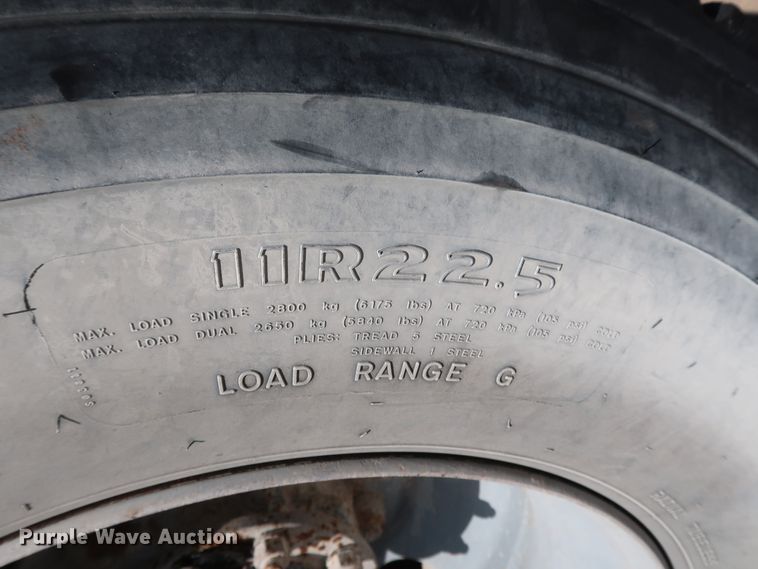 11R22.5
MAX. LOAD SINGLE 2800 kg (6175 lbs) AT 720 kPa (105 psi) COLD
MAX. LOAD DUAL 2650 kg (5840 lbs) AT 720 kPa (105 psi) COLD
PLIES: TREAD 5 STEEL
SIDEWALL 1 STEEL
LOAD RANGE G
Purple Wave Auction